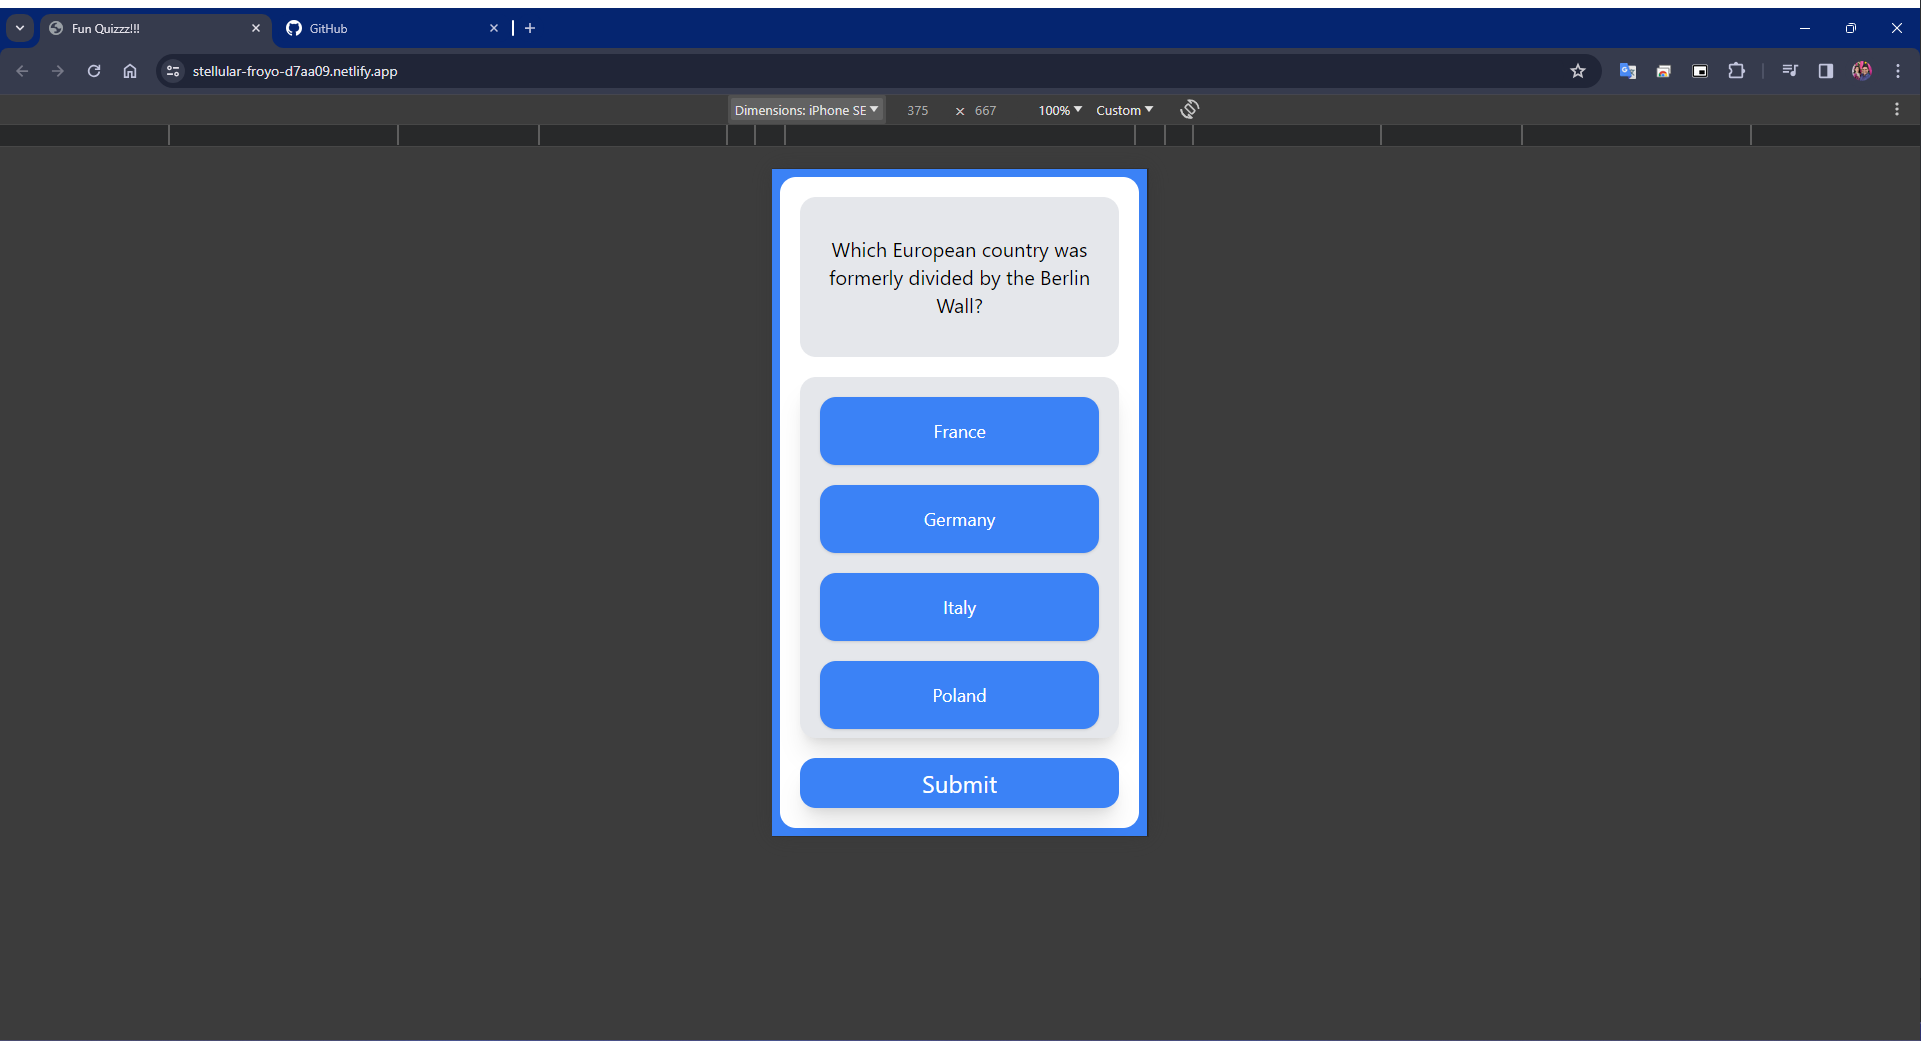 Fun Quizzz!!!
GitHub
stellular-froyo-d7aa09.netlify.app
Dimensions: iPhone SE 375 × 667 100% Custom
Which European country was
formerly divided by the Berlin
Wall?
France
Germany
Italy
Poland
Submit